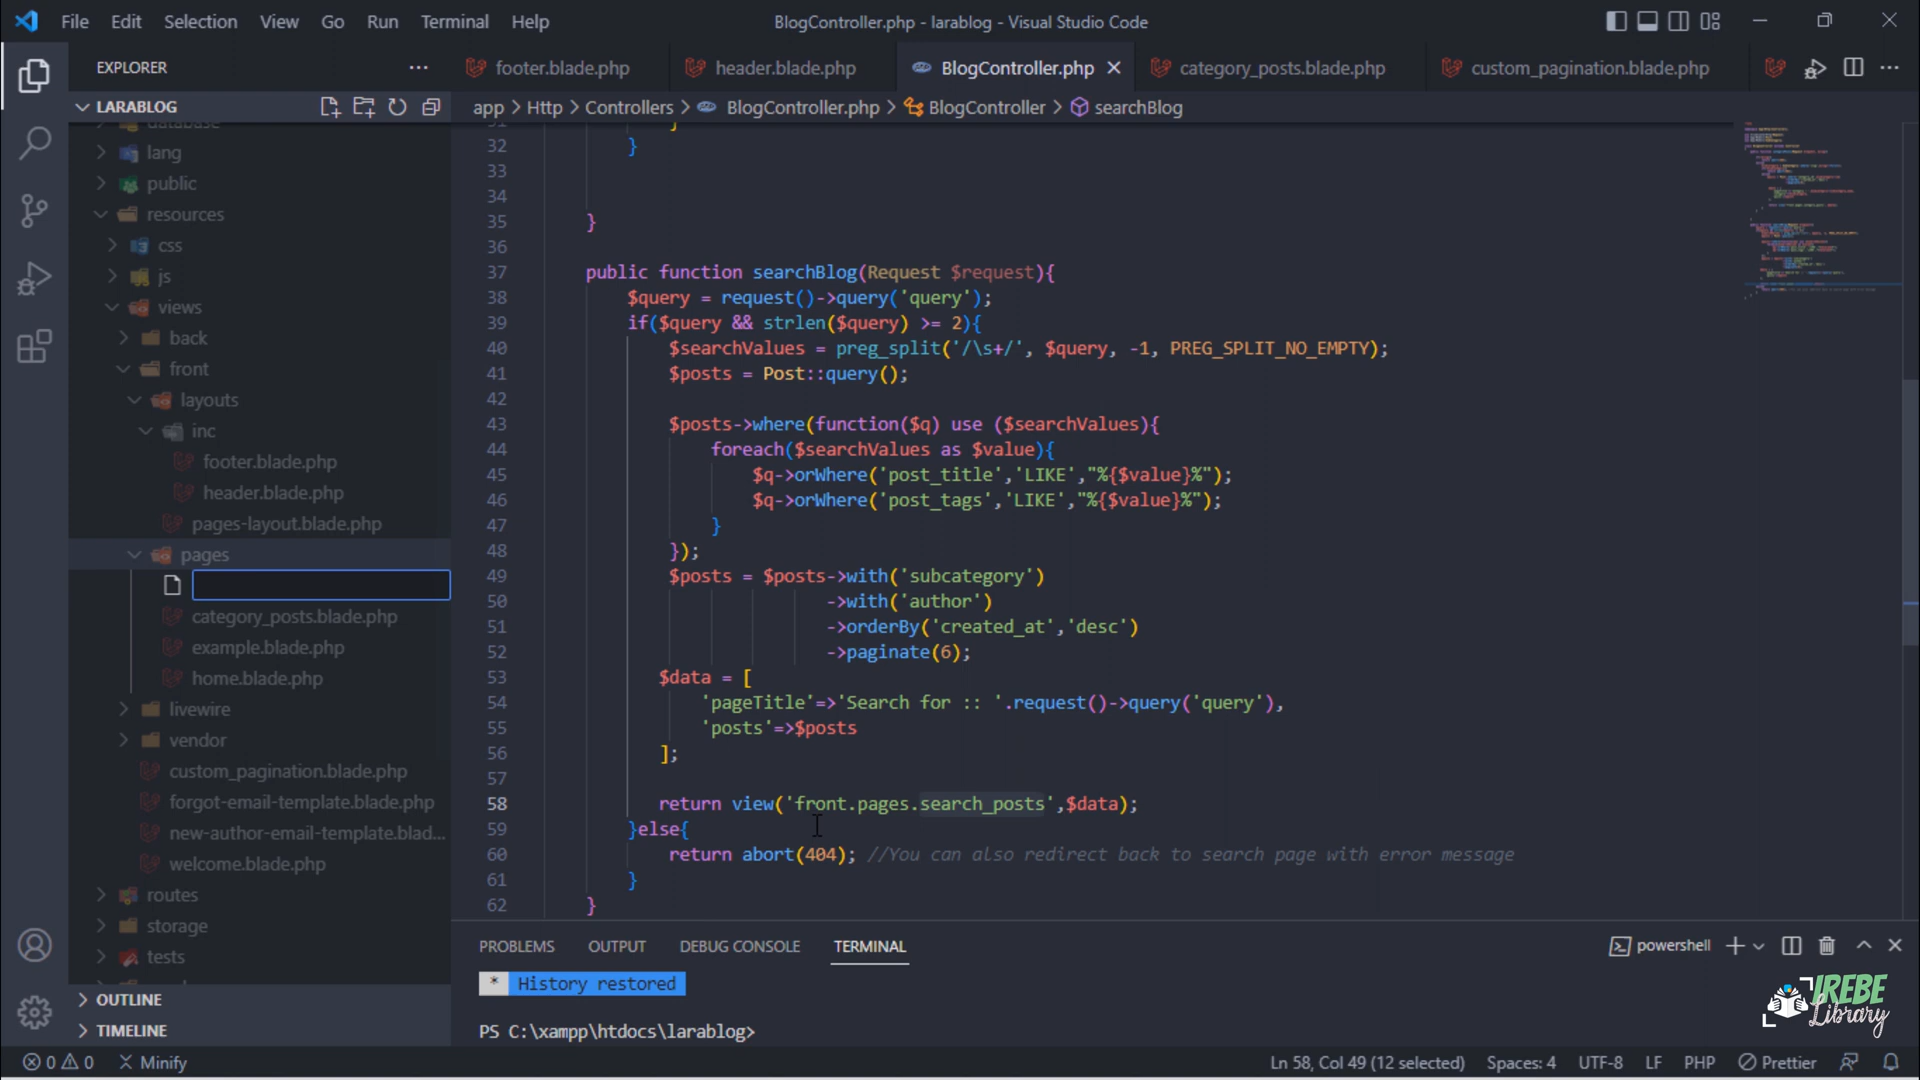 File Edit Selection View Go Run Terminal Help
BlogController.php - larablog - Visual Studio Code
EXPLORER
footer.blade.php
header.blade.php
BlogController.php
category_posts.blade.php
custom_pagination.blade.php
LARABLOG
app > Http > Controllers > BlogController.php > BlogController > searchBlog
database
lang
public
resources
css
js
views
back
front
layouts
inc
footer.blade.php
header.blade.php
pages-layout.blade.php
pages
category_posts.blade.php
example.blade.php
home.blade.php
livewire
vendor
custom_pagination.blade.php
forgot-email-template.blade.php
new-author-email-template.blad...
welcome.blade.php
routes
storage
tests
OUTLINE
TIMELINE
31 ]
32 }
33
34
35 }
36
37 public function searchBlog(Request $request){
38 $query = request()->query('query');
39 if($query && strlen($query) >= 2){
40 $searchValues = preg_split('/\s+/', $query, -1, PREG_SPLIT_NO_EMPTY);
41 $posts = Post::query();
42
43 $posts->where(function($q) use ($searchValues){
44 foreach($searchValues as $value){
45 $q->orWhere('post_title','LIKE',"%{$value}%");
46 $q->orWhere('post_tags','LIKE',"%{$value}%");
47 }
48 });
49 $posts = $posts->with('subcategory')
50 ->with('author')
51 ->orderBy('created_at','desc')
52 ->paginate(6);
53 $data = [
54 'pageTitle'=>'Search for :: '.request()->query('query'),
55 'posts'=>$posts
56 ];
57
58 return view('front.pages.search_posts',$data);
59 }else{
60 return abort(404); //You can also redirect back to search page with error message
61 }
62 }
PROBLEMS OUTPUT DEBUG CONSOLE TERMINAL
powershell
* History restored
PS C:\xampp\htdocs\larablog>
IREBE
Library
0 0 Minify
Ln 58, Col 49 (12 selected) Spaces: 4 UTF-8 LF PHP Prettier